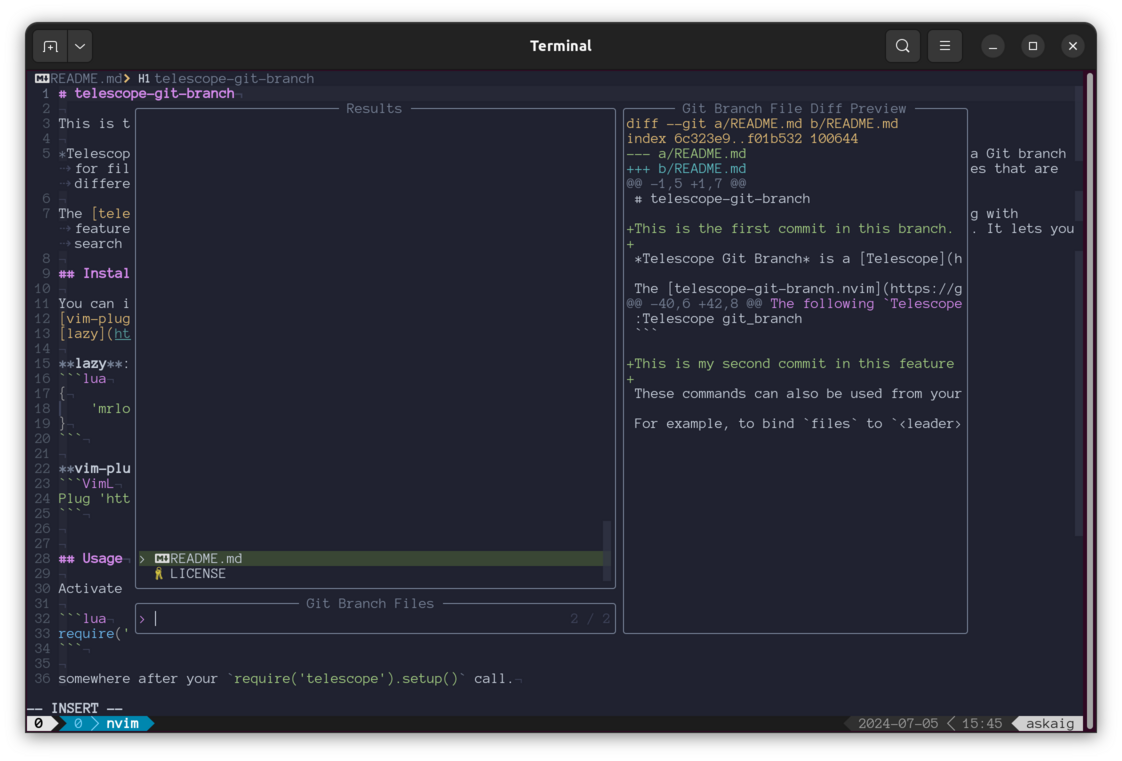 Terminal
README.md > H1 telescope-git-branch
1 # telescope-git-branch
2
3 This is t
4
5 *Telescop
for fil
differe
6
7 The [tele
feature
search
8
9 ## Instal
10
11 You can i
12 [vim-plug
13 [lazy](ht
14
15 **lazy**:
16 ```lua
17 {
18 'mrlo
19 }
20 ```
21
22 **vim-plu
23 ```VimL
24 Plug 'htt
25 ```
26
27
28 ## Usage
29
30 Activate
31
32 ```lua
33 require('
34 ```
35
36 somewhere after your `require('telescope').setup()` call.
Results
> README.md
LICENSE
Git Branch Files
> 2 / 2
Git Branch File Diff Preview
diff --git a/README.md b/README.md
index 6c323e9..f01b532 100644
--- a/README.md
+++ b/README.md
@@ -1,5 +1,7 @@
# telescope-git-branch
+This is the first commit in this branch.
+
*Telescope Git Branch* is a [Telescope](h
The [telescope-git-branch.nvim](https://g
@@ -40,6 +42,8 @@ The following `Telescope
:Telescope git_branch
```
+This is my second commit in this feature
+
These commands can also be used from your
For example, to bind `files` to `<leader>
a Git branch
es that are
g with
. It lets you
-- INSERT --
0 0 nvim
2024-07-05 < 15:45 askaig